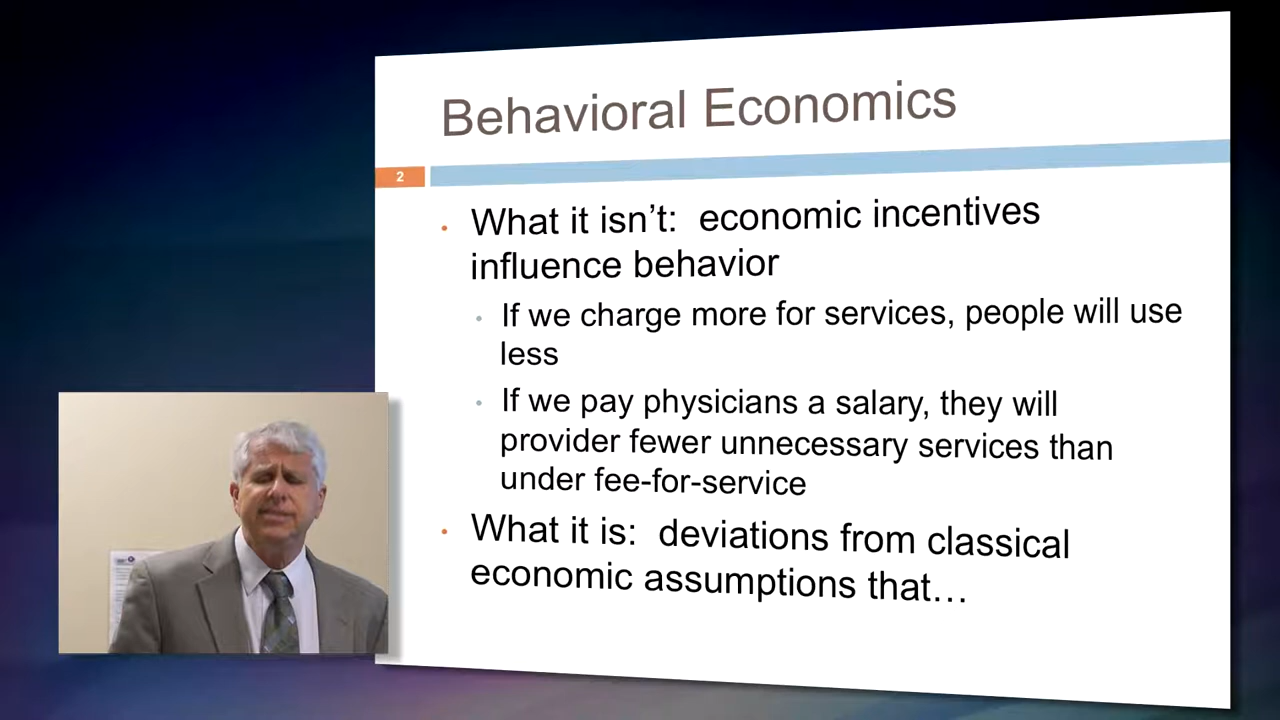 Behavioral Economics
2
What it isn’t:  economic incentives
influence behavior
If we charge more for services, people will use
less
If we pay physicians a salary, they will
provider fewer unnecessary services than
under fee-for-service
What it is:  deviations from classical
economic assumptions that…